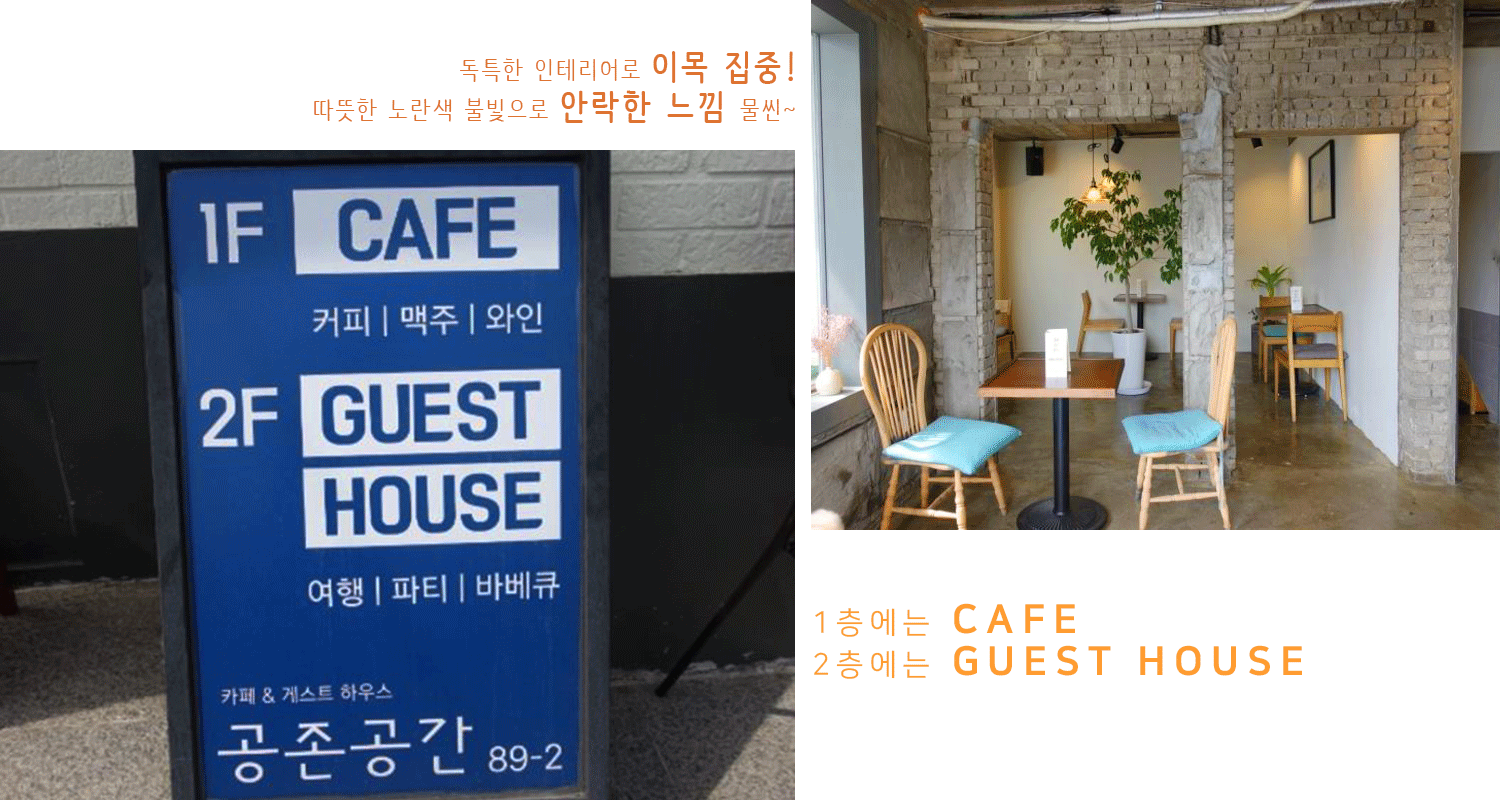 독특한 인테리어로 이목 집중!
따뜻한 노란색 불빛으로 안락한 느낌 물씬~
1F CAFE
커피 | 맥주 | 와인
2F GUEST
HOUSE
여행 | 파티 | 바베큐
카페 & 게스트 하우스
공존공간 89-2
1층에는 CAFE
2층에는 GUEST HOUSE